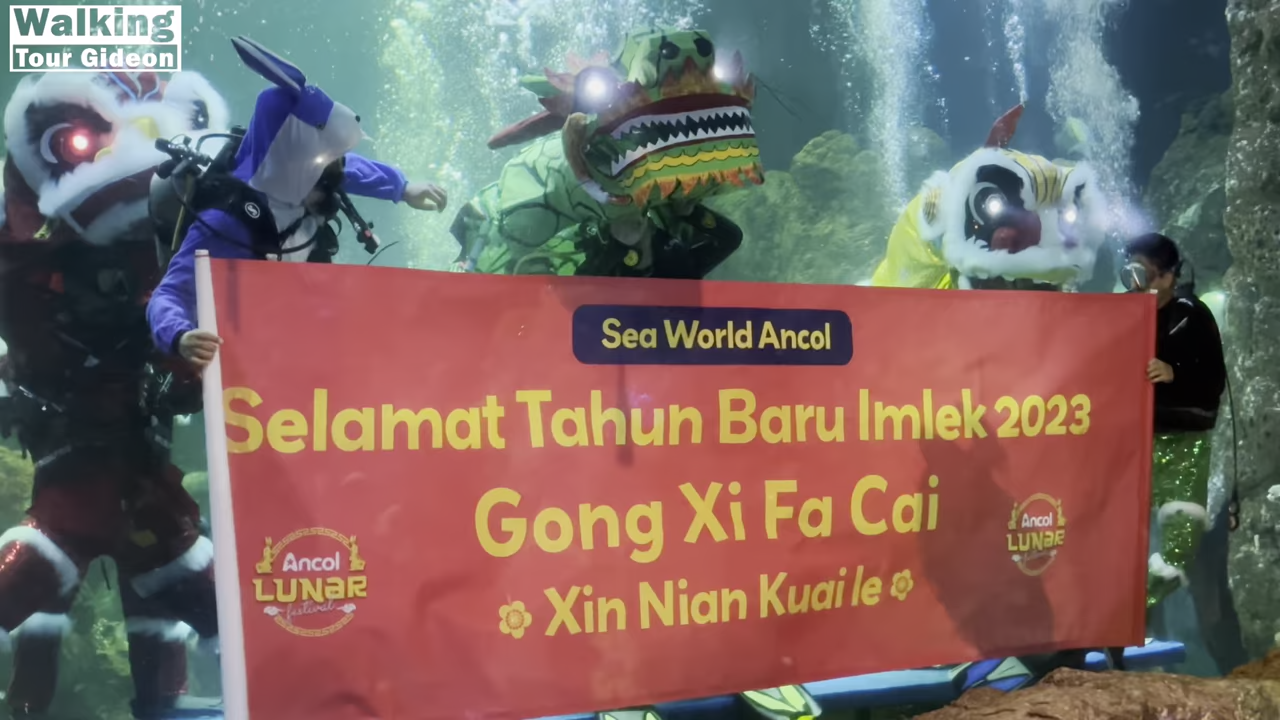 Walking
Tour Gideon
Sea World Ancol
Selamat Tahun Baru Imlek 2023
Gong Xi Fa Cai
Xin Nian Kuai le
Ancol
LUNAR
festival
Ancol
LUNAR
festival